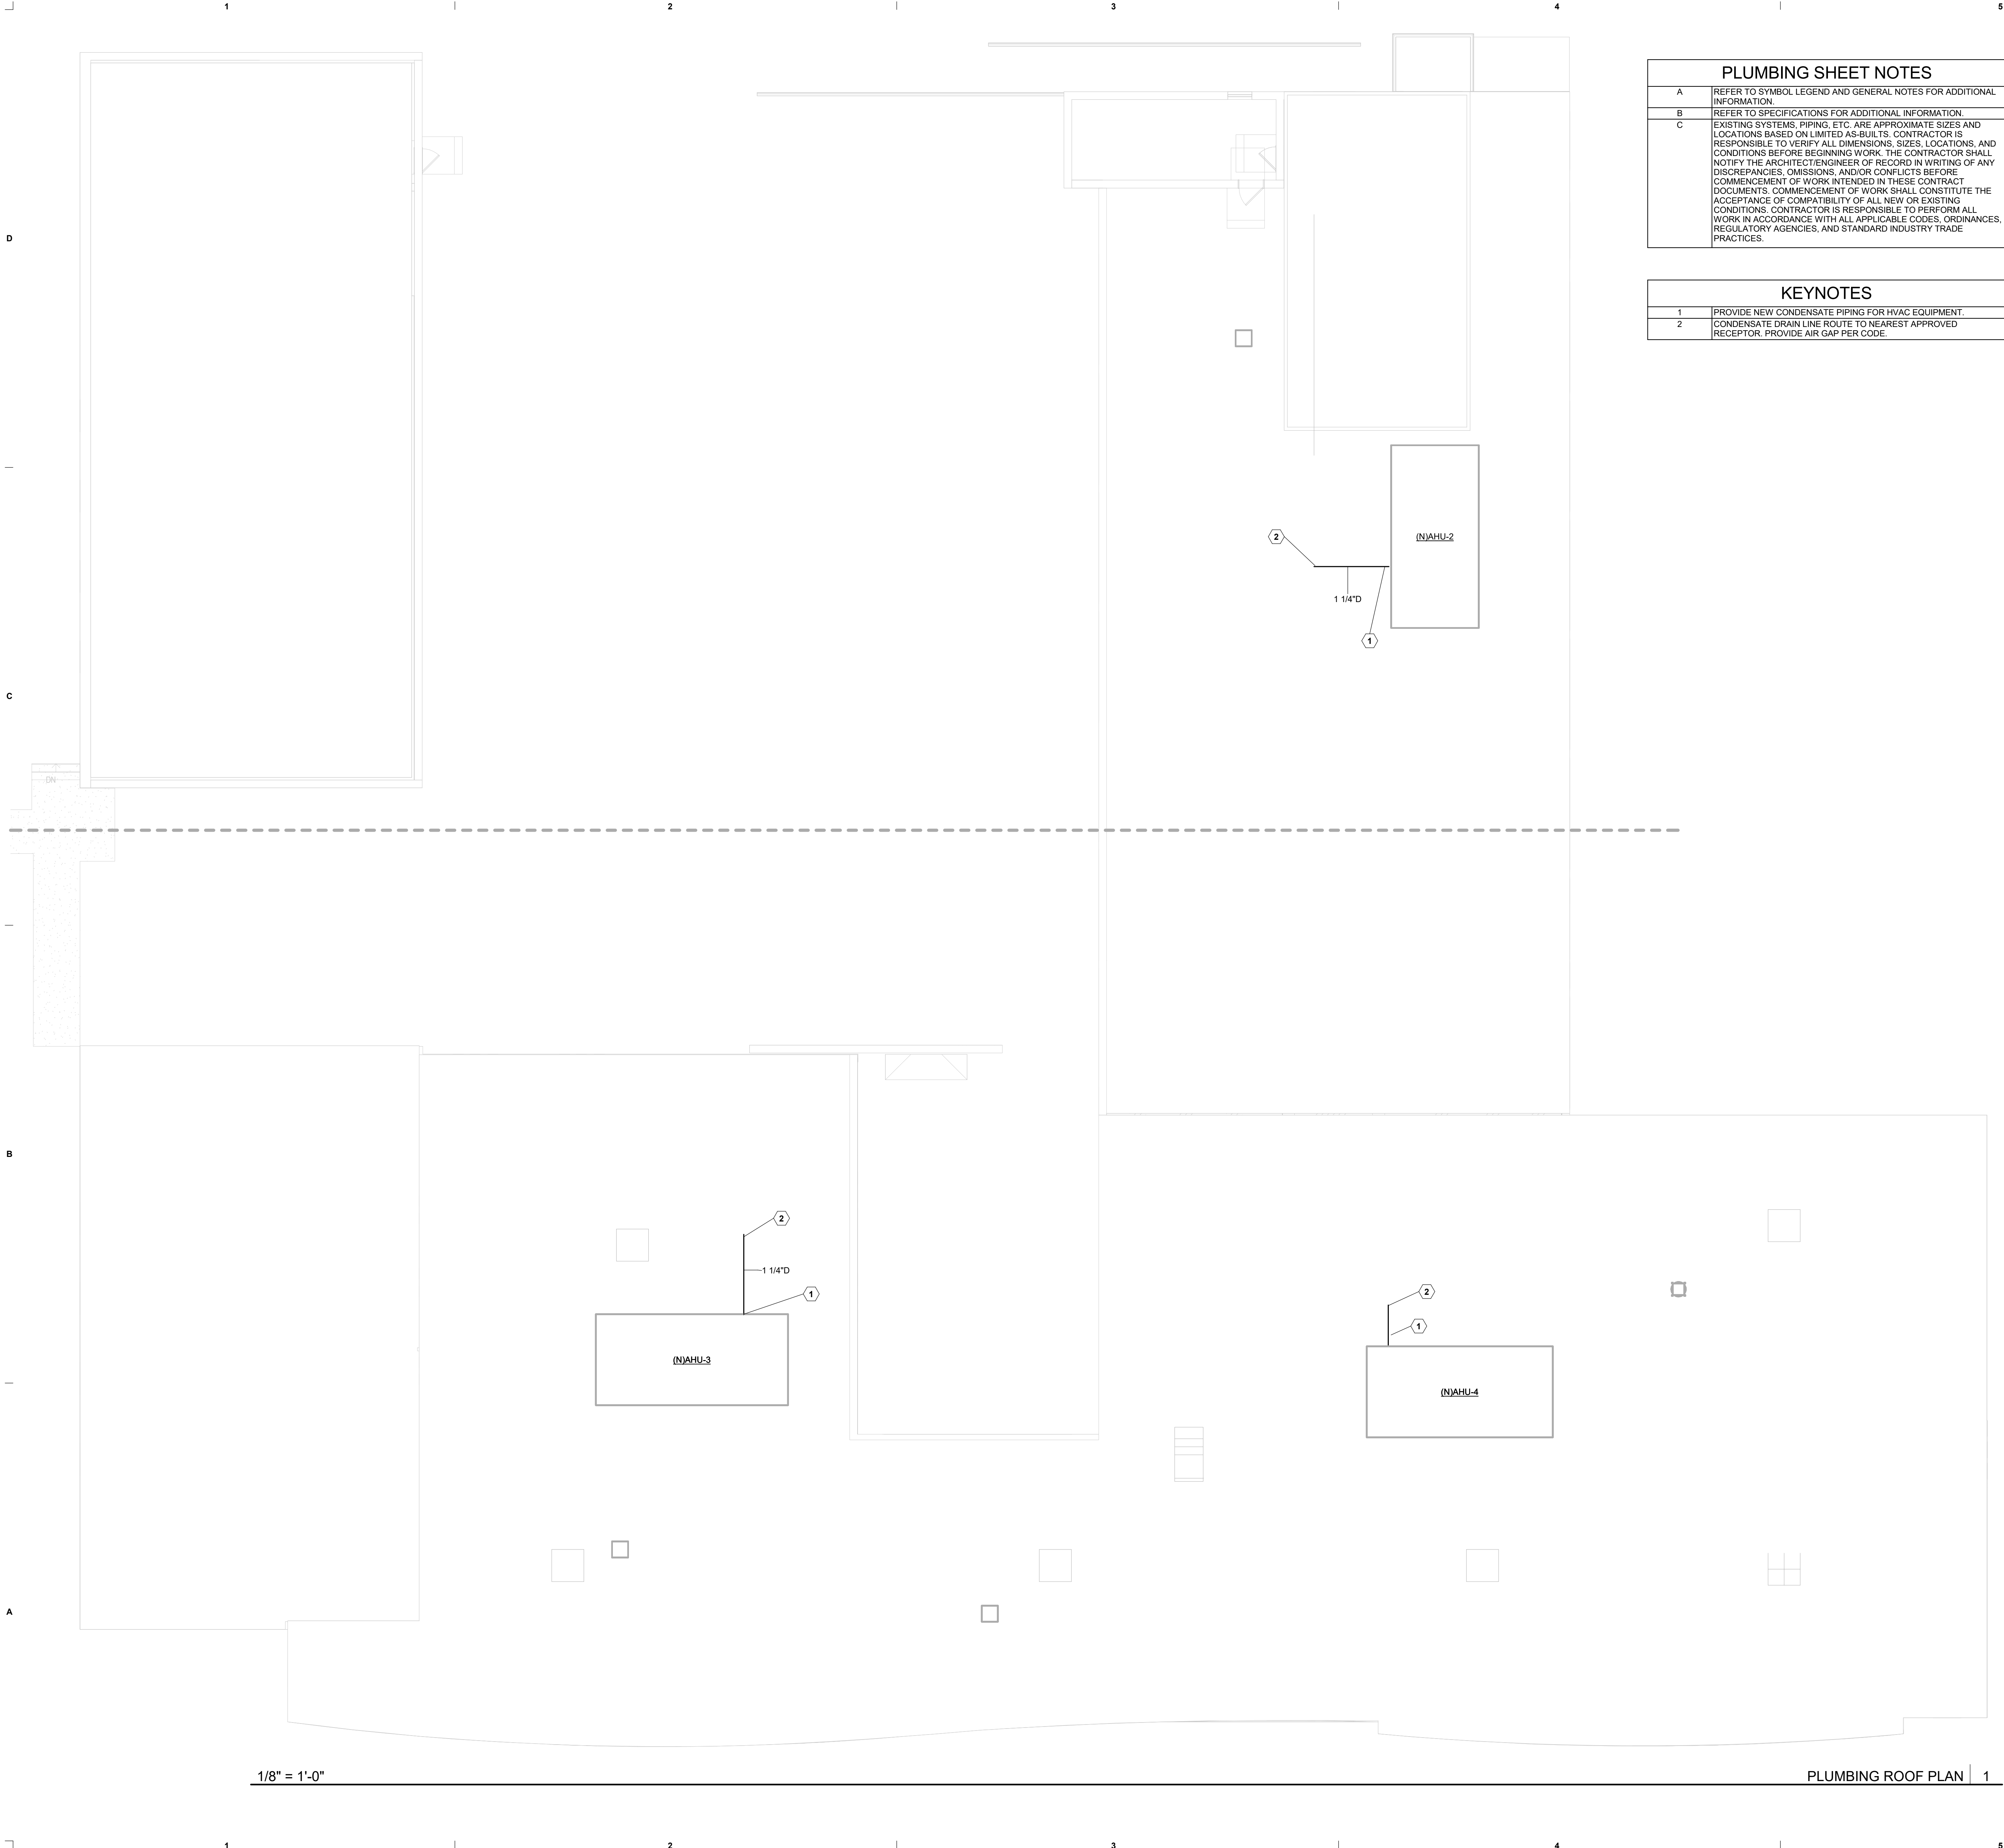 1 2 3 4 5
PLUMBING SHEET NOTES
A REFER TO SYMBOL LEGEND AND GENERAL NOTES FOR ADDITIONAL
INFORMATION.
B REFER TO SPECIFICATIONS FOR ADDITIONAL INFORMATION.
C EXISTING SYSTEMS, PIPING, ETC. ARE APPROXIMATE SIZES AND
LOCATIONS BASED ON LIMITED AS-BUILTS. CONTRACTOR IS
RESPONSIBLE TO VERIFY ALL DIMENSIONS, SIZES, LOCATIONS, AND
CONDITIONS BEFORE BEGINNING WORK. THE CONTRACTOR SHALL
NOTIFY THE ARCHITECT/ENGINEER OF RECORD IN WRITING OF ANY
DISCREPANCIES, OMISSIONS, AND/OR CONFLICTS BEFORE
COMMENCEMENT OF WORK INTENDED IN THESE CONTRACT
DOCUMENTS. COMMENCEMENT OF WORK SHALL CONSTITUTE THE
ACCEPTANCE OF COMPATIBILITY OF ALL NEW OR EXISTING
CONDITIONS. CONTRACTOR IS RESPONSIBLE TO PERFORM ALL
WORK IN ACCORDANCE WITH ALL APPLICABLE CODES, ORDINANCES,
REGULATORY AGENCIES, AND STANDARD INDUSTRY TRADE
PRACTICES.
D
KEYNOTES
1 PROVIDE NEW CONDENSATE PIPING FOR HVAC EQUIPMENT.
2 CONDENSATE DRAIN LINE ROUTE TO NEAREST APPROVED
RECEPTOR. PROVIDE AIR GAP PER CODE.
2
(N)AHU-2
1 1/4"D
1
C
DN
B
2
1 1/4"D
1
(N)AHU-3
2
1
(N)AHU-4
A
1/8" = 1'-0"
PLUMBING ROOF PLAN 1
1 2 3 4 5